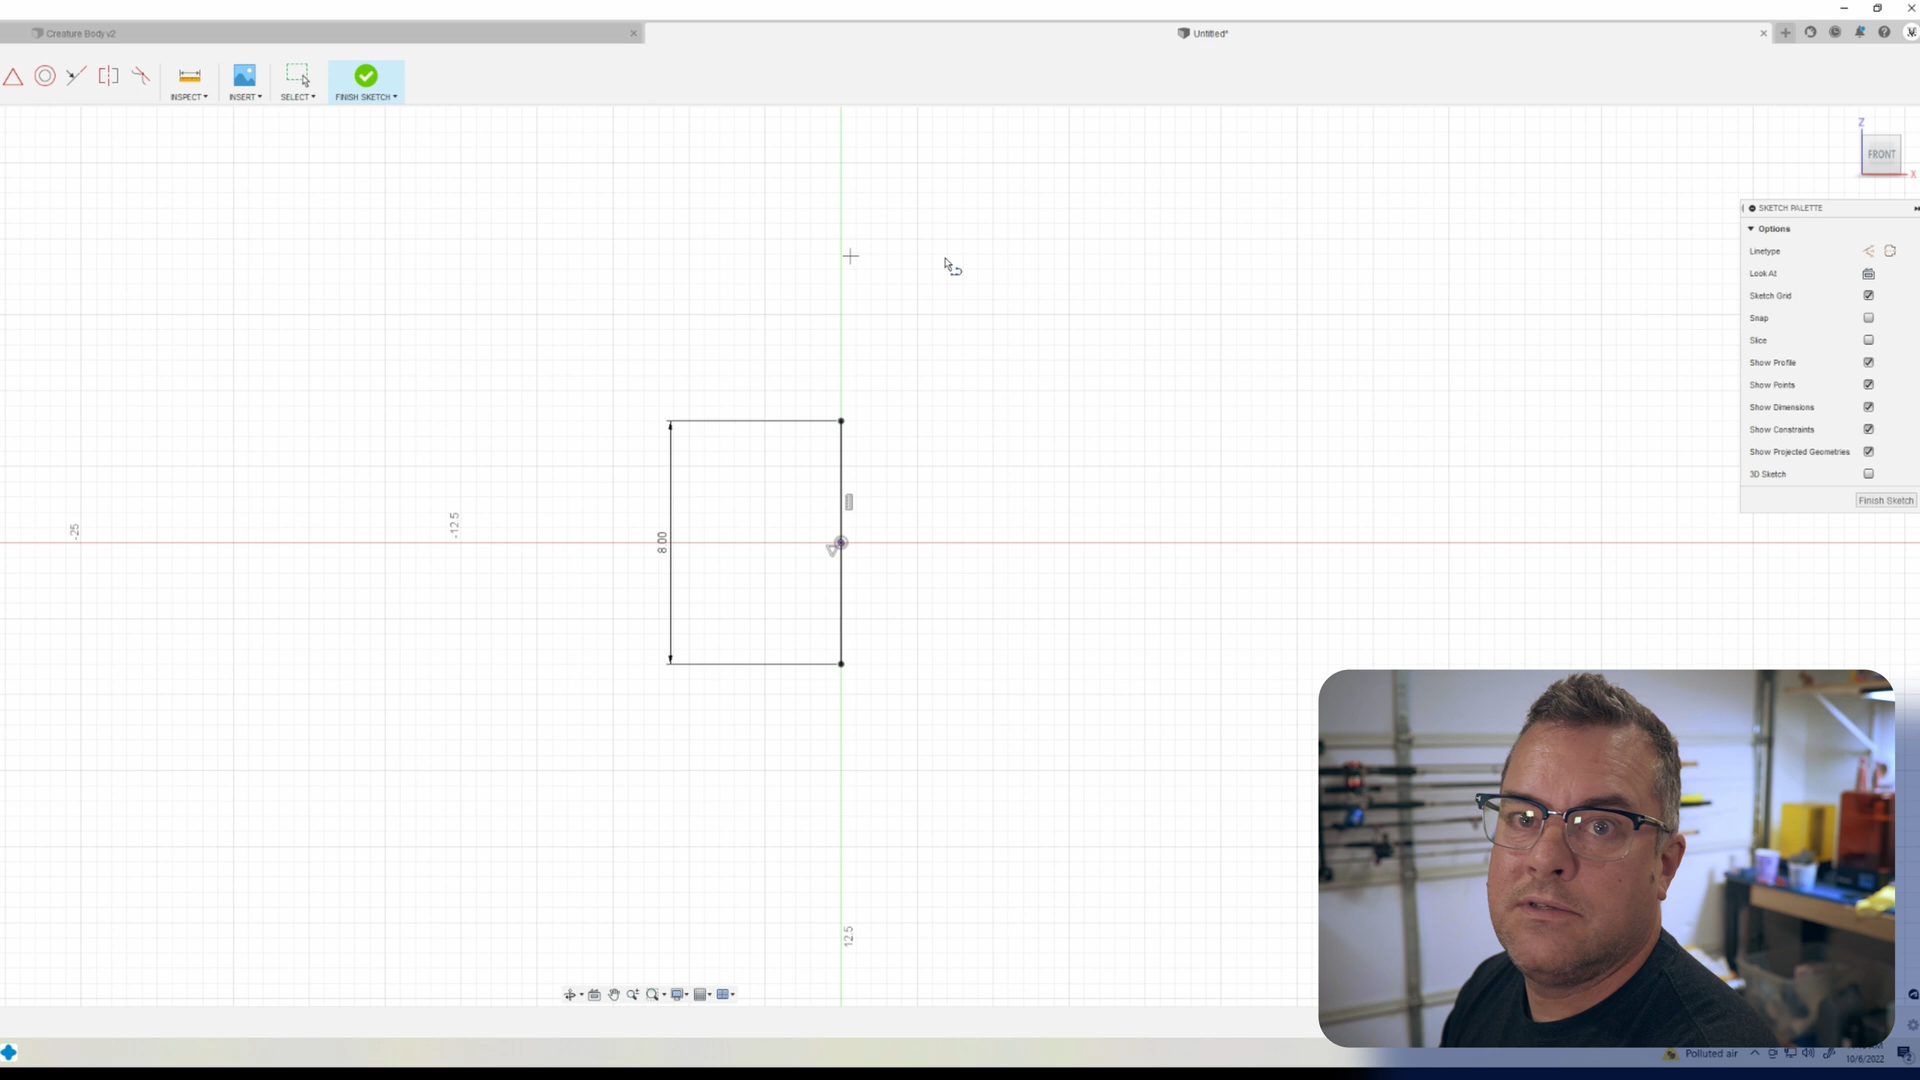 Creature Body v2
Untitled*
INSPECT
INSERT
SELECT
FINISH SKETCH
Z
FRONT
X
SKETCH PALETTE
Options
Linetype
Look At
Sketch Grid
Snap
Slice
Show Profile
Show Points
Show Dimensions
Show Constraints
Show Projected Geometries
3D Sketch
Finish Sketch
-25
-12.5
8.00
12.5
Polluted air
10/6/2022